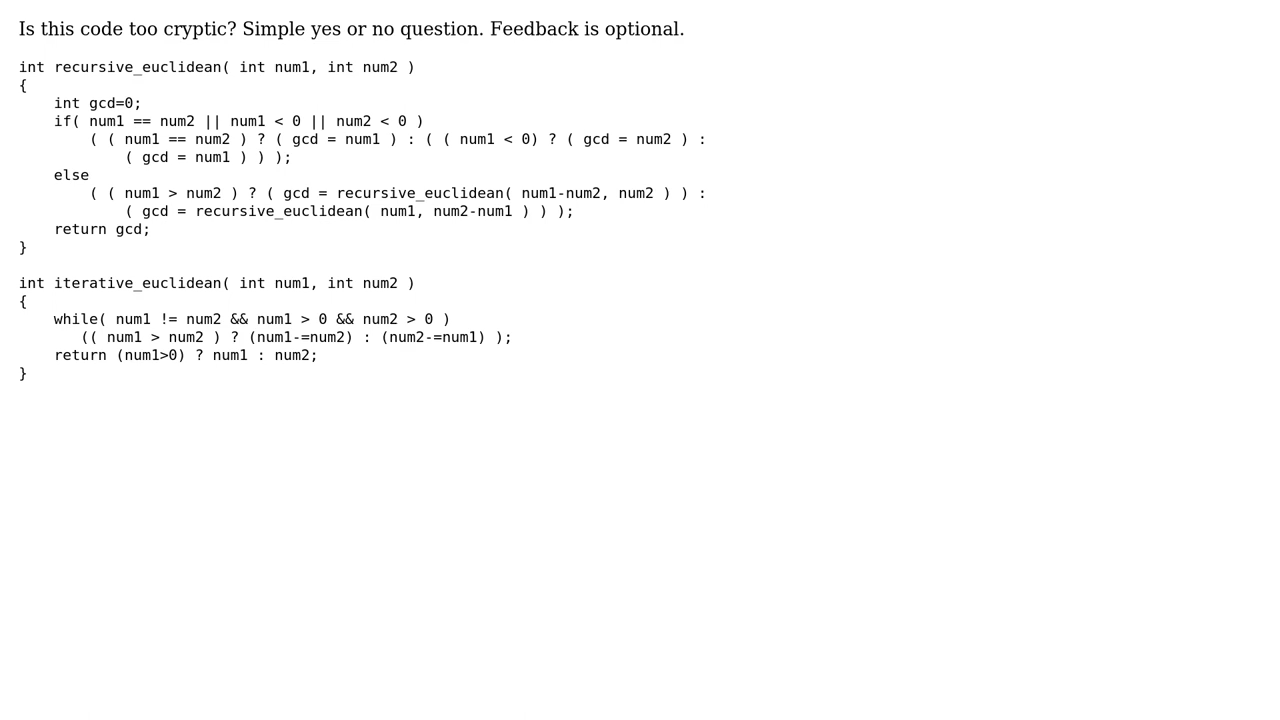 Is this code too cryptic? Simple yes or no question. Feedback is optional.
int recursive_euclidean( int num1, int num2 )
{
    int gcd=0;
    if( num1 == num2 || num1 < 0 || num2 < 0 )
        ( ( num1 == num2 ) ? ( gcd = num1 ) : ( ( num1 < 0) ? ( gcd = num2 ) :
            ( gcd = num1 ) ) );
    else
        ( ( num1 > num2 ) ? ( gcd = recursive_euclidean( num1-num2, num2 ) ) :
            ( gcd = recursive_euclidean( num1, num2-num1 ) ) );
    return gcd;
}

int iterative_euclidean( int num1, int num2 )
{
    while( num1 != num2 && num1 > 0 && num2 > 0 )
       (( num1 > num2 ) ? (num1-=num2) : (num2-=num1) );
    return (num1>0) ? num1 : num2;
}